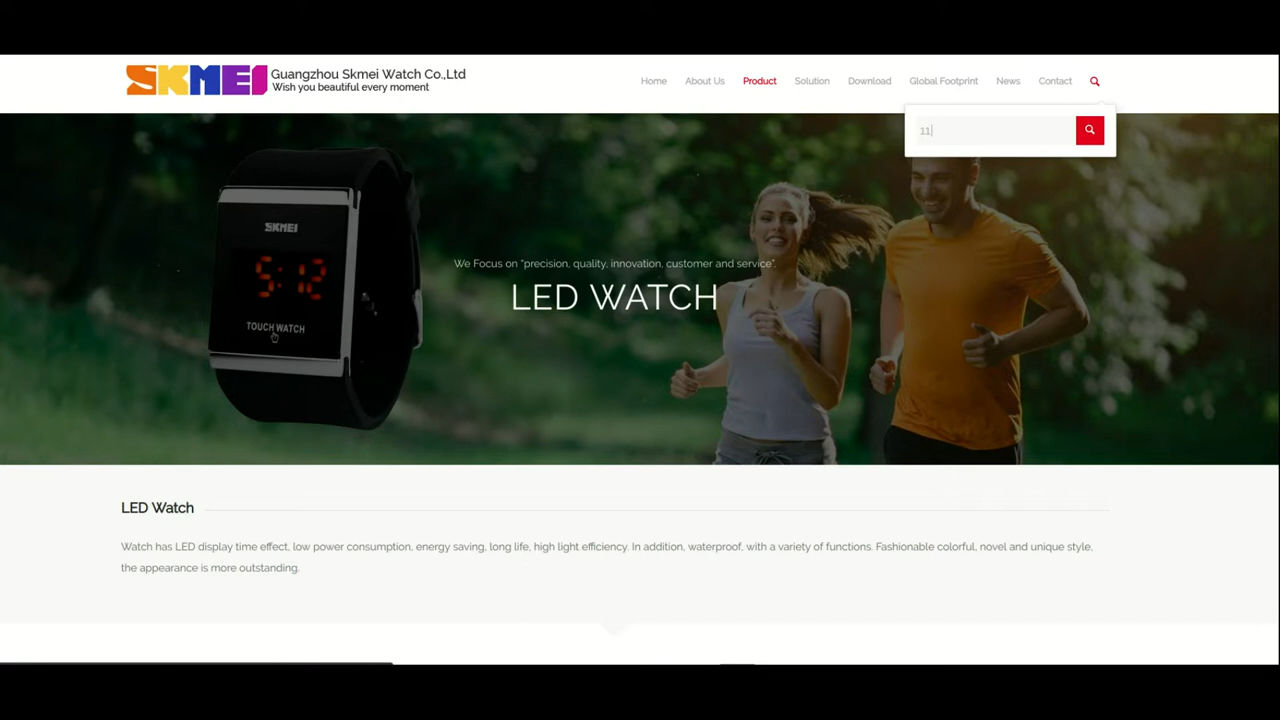 SKMEI
Guangzhou Skmei Watch Co.,Ltd
Wish you beautiful every moment
Home About Us Product Solution Download Global Footprint News Contact
11
SKMEI
5:12
TOUCH WATCH
We Focus on "precision, quality, innovation, customer and service".
LED WATCH
LED Watch
Watch has LED display time effect, low power consumption, energy saving, long life, high light efficiency. In addition, waterproof, with a variety of functions. Fashionable colorful, novel and unique style,
the appearance is more outstanding.